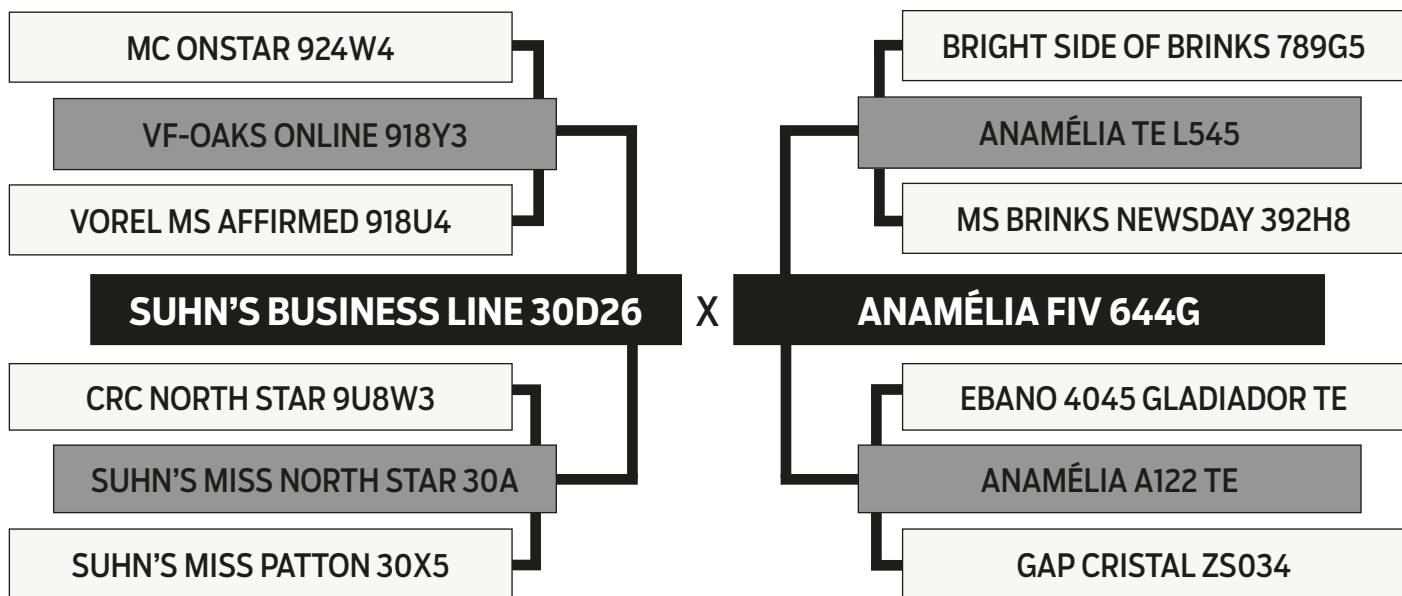 MC ONSTAR 924W4
VF-OAKS ONLINE 918Y3
VOREL MS AFFIRMED 918U4
SUHN’S BUSINESS LINE 30D26
CRC NORTH STAR 9U8W3
SUHN’S MISS NORTH STAR 30A
SUHN’S MISS PATTON 30X5
X
BRIGHT SIDE OF BRINKS 789G5
ANAMÉLIA TE L545
MS BRINKS NEWSDAY 392H8
ANAMÉLIA FIV 644G
EBANO 4045 GLADIADOR TE
ANAMÉLIA A122 TE
GAP CRISTAL ZS034